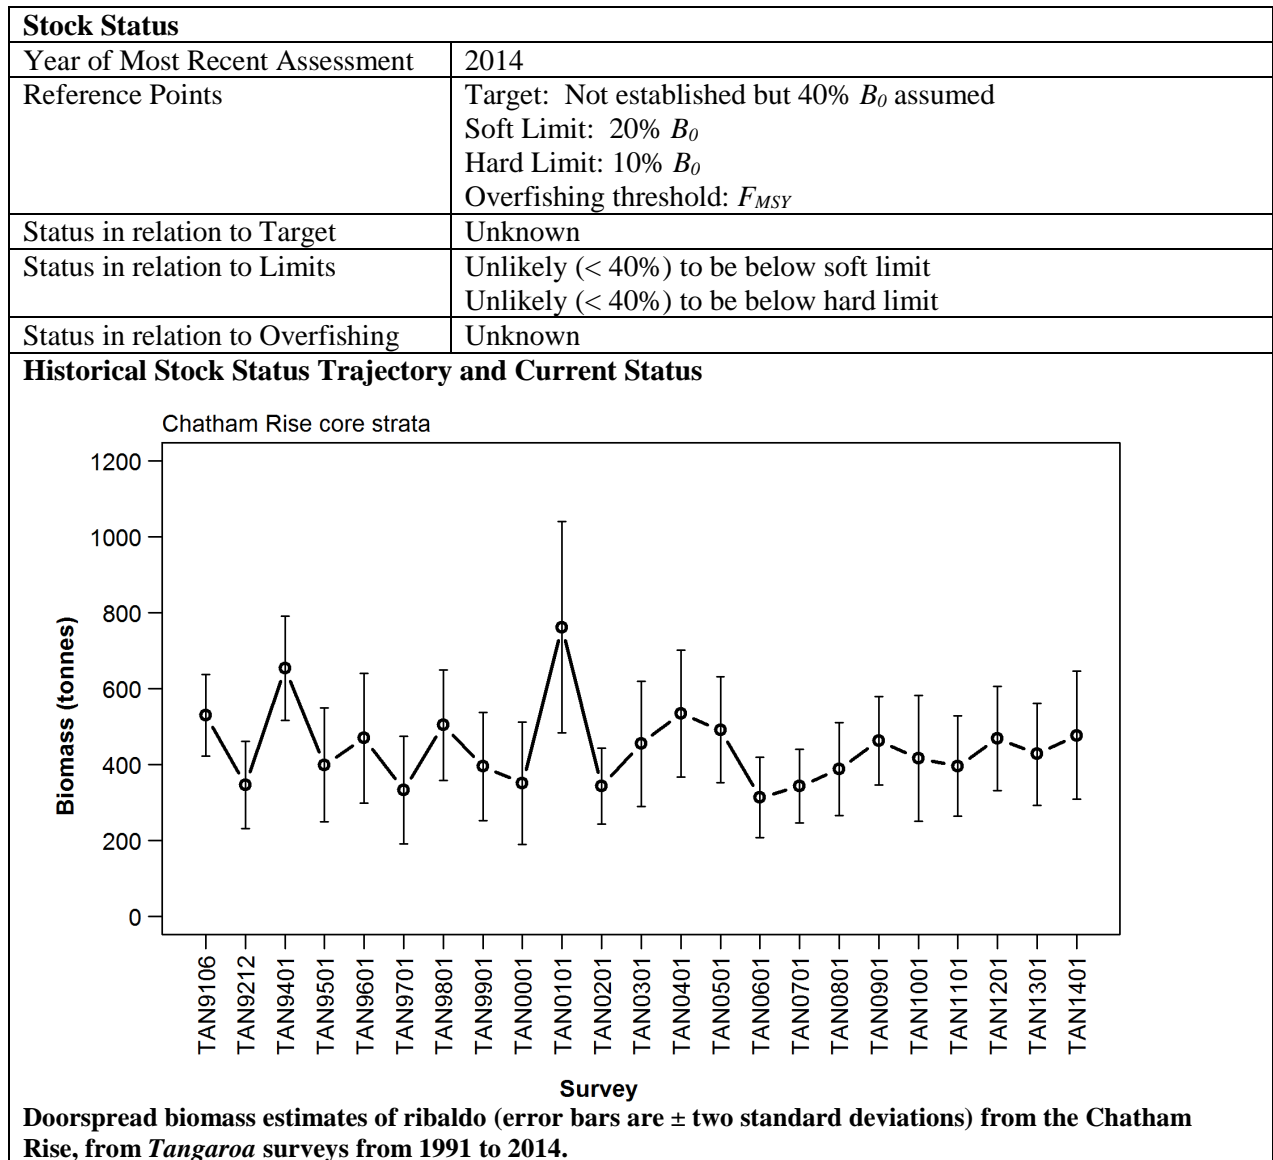 Stock Status
Year of Most Recent Assessment 2014
Reference Points Target: Not established but 40% B0 assumed
Soft Limit: 20% B0
Hard Limit: 10% B0
Overfishing threshold: FMSY
Status in relation to Target Unknown
Status in relation to Limits Unlikely (< 40%) to be below soft limit
Unlikely (< 40%) to be below hard limit
Status in relation to Overfishing Unknown
Historical Stock Status Trajectory and Current Status
Chatham Rise core strata
1200
1000
800
600
400
200
0
Biomass (tonnes)
TAN9106
TAN9212
TAN9401
TAN9501
TAN9601
TAN9701
TAN9801
TAN9901
TAN0001
TAN0101
TAN0201
TAN0301
TAN0401
TAN0501
TAN0601
TAN0701
TAN0801
TAN0901
TAN1001
TAN1101
TAN1201
TAN1301
TAN1401
Survey
Doorspread biomass estimates of ribaldo (error bars are ± two standard deviations) from the Chatham
Rise, from Tangaroa surveys from 1991 to 2014.